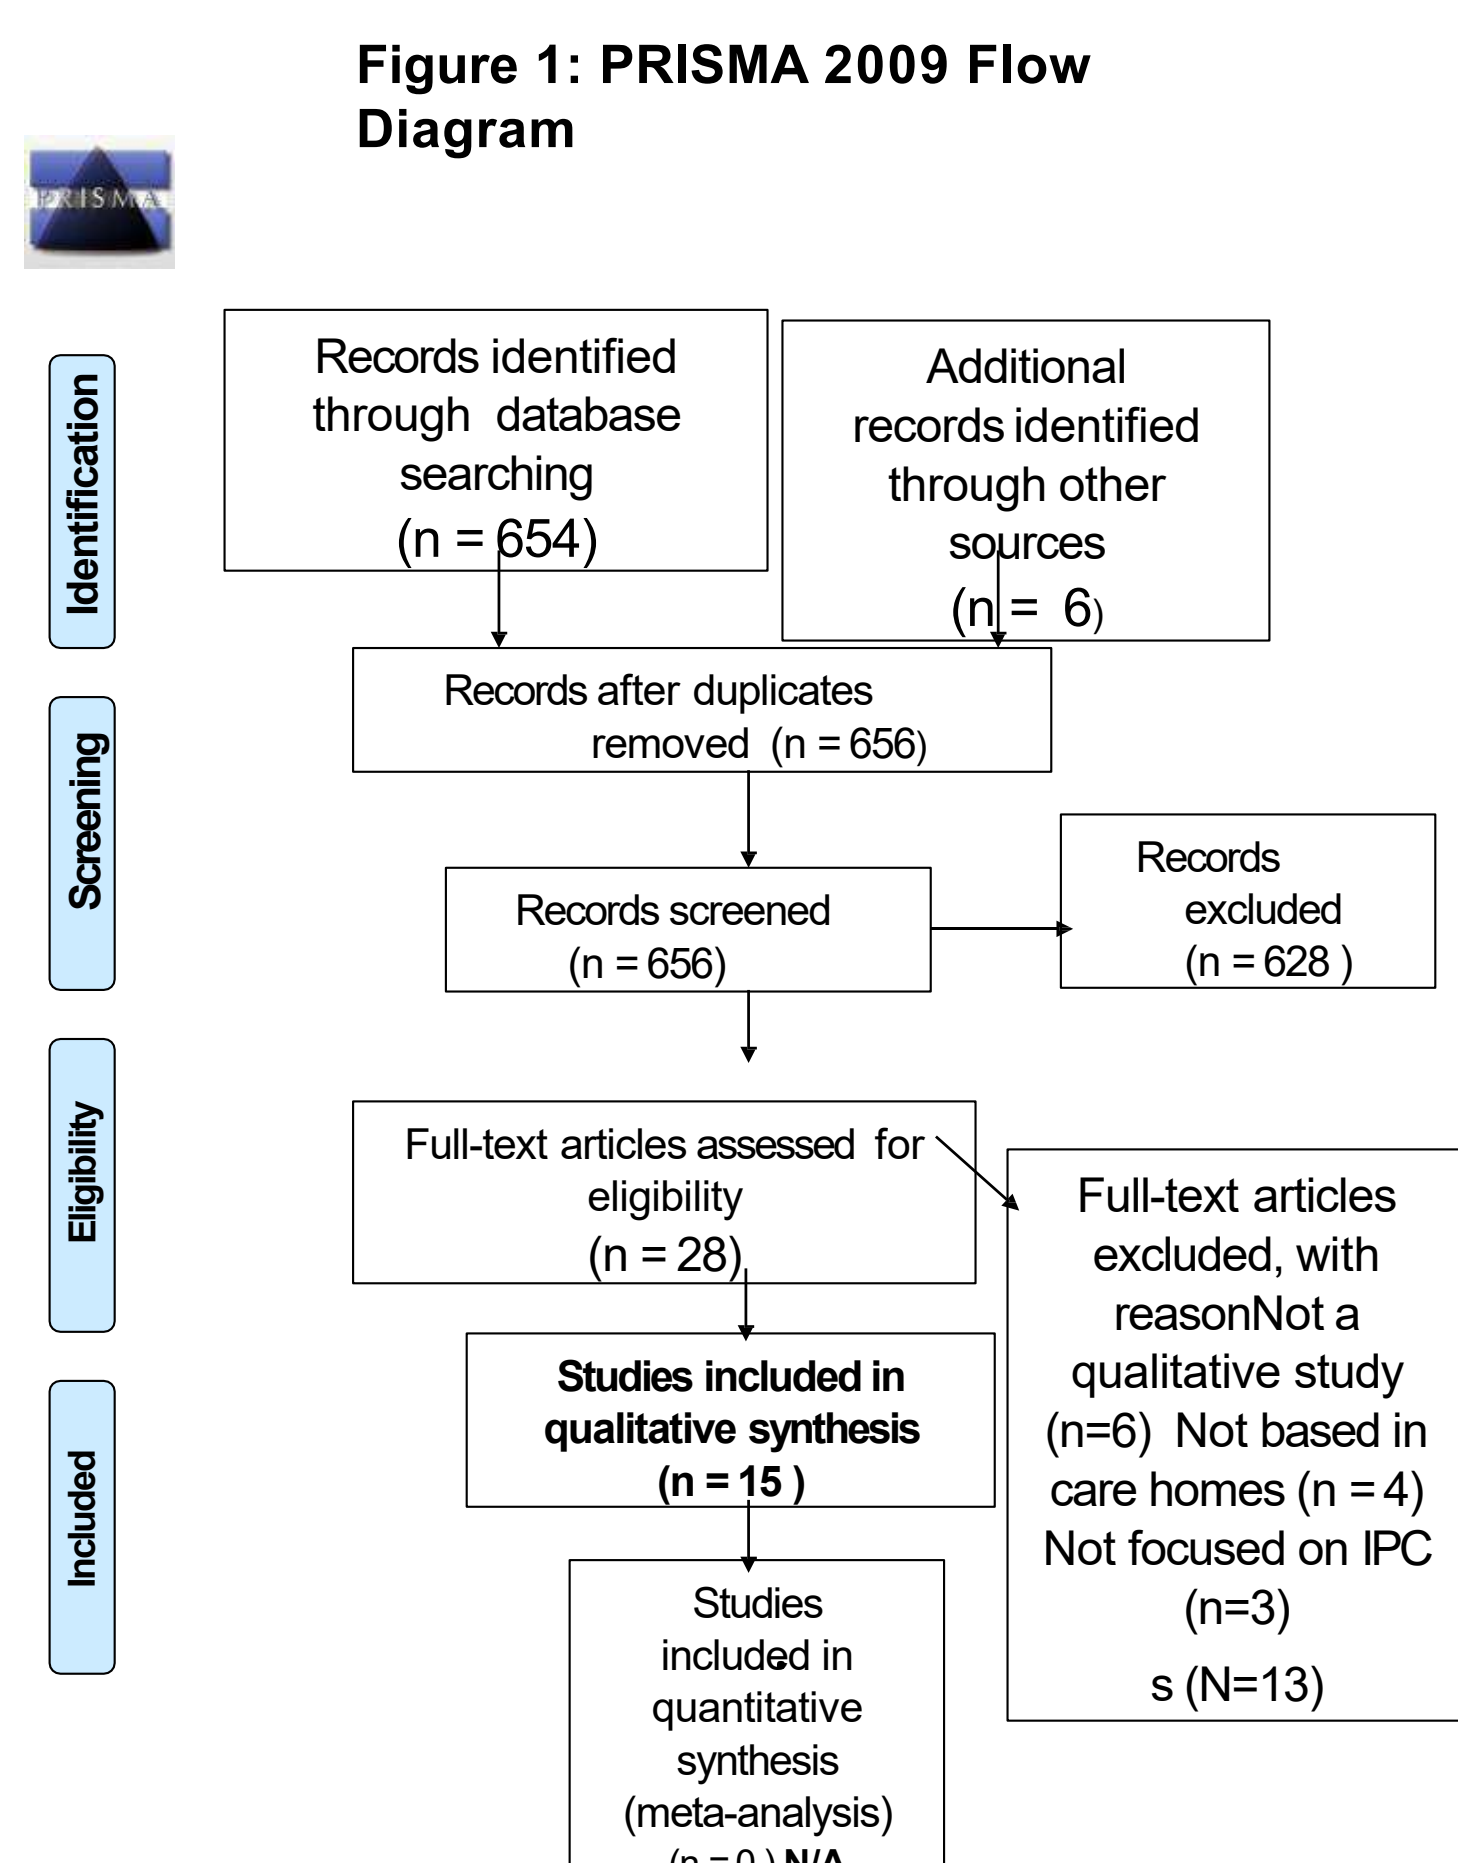 Figure 1: PRISMA 2009 Flow
Diagram
PRISMA
Identification
Records identified
through database
searching
(n = 654)
Additional
records identified
through other
sources
(n = 6)
Screening
Records after duplicates
removed (n = 656)
Records screened
(n = 656)
Records
excluded
(n = 628 )
Eligibility
Full-text articles assessed for
eligibility
(n = 28)
Full-text articles
excluded, with
reasonNot a
qualitative study
(n=6) Not based in
care homes (n = 4)
Not focused on IPC
(n=3)
s (N=13)
Included
Studies included in
qualitative synthesis
(n = 15 )
Studies
included in
quantitative
synthesis
(meta-analysis)
(n = 0 ) N/A